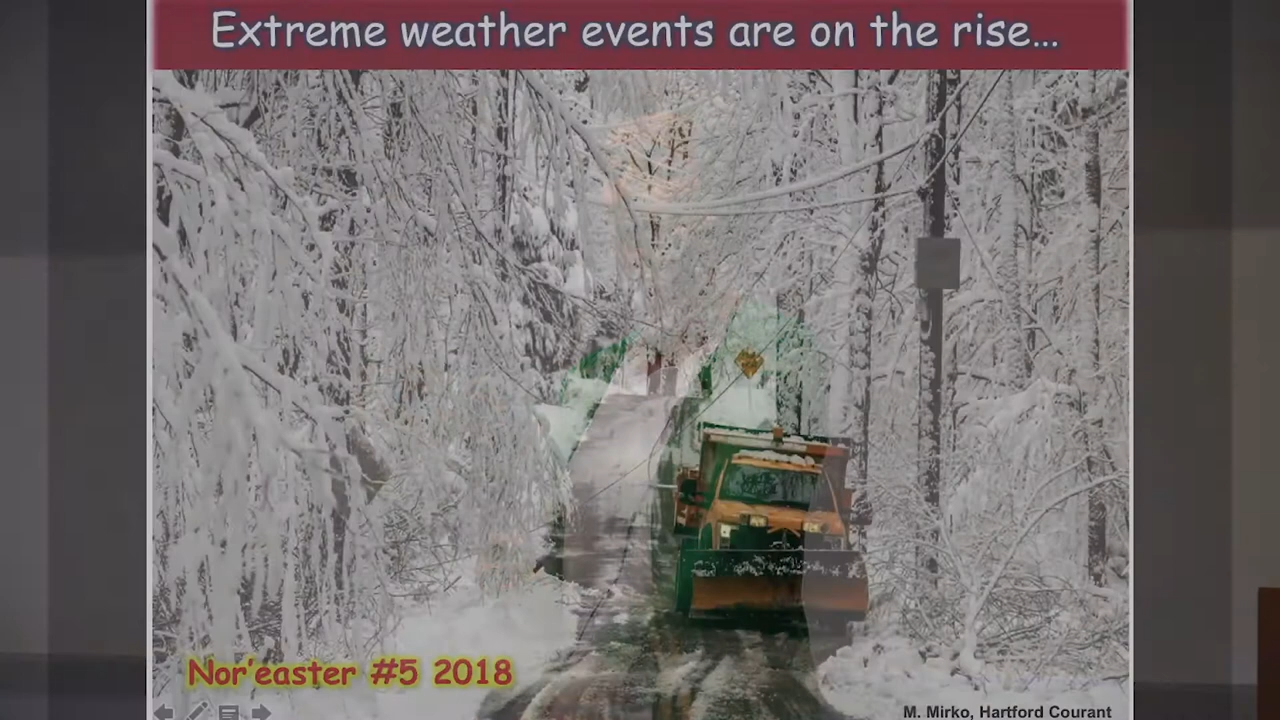 Extreme weather events are on the rise…
Nor'easter #5 2018
M. Mirko, Hartford Courant